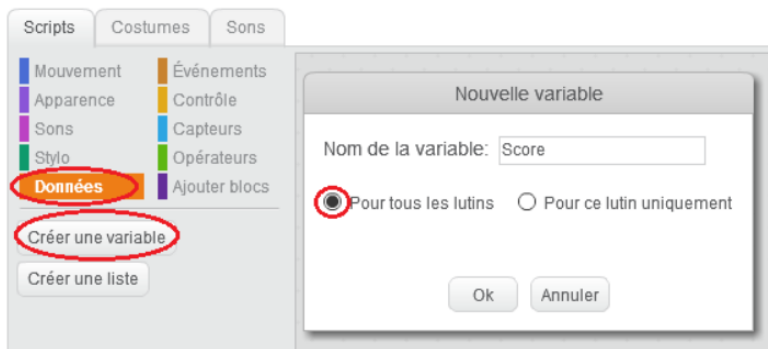 Scripts Costumes Sons
Mouvement Événements
Apparence Contrôle
Sons Capteurs
Stylo Opérateurs
Données Ajouter blocs
Créer une variable
Créer une liste
Nouvelle variable
Nom de la variable: Score
Pour tous les lutins Pour ce lutin uniquement
Ok Annuler